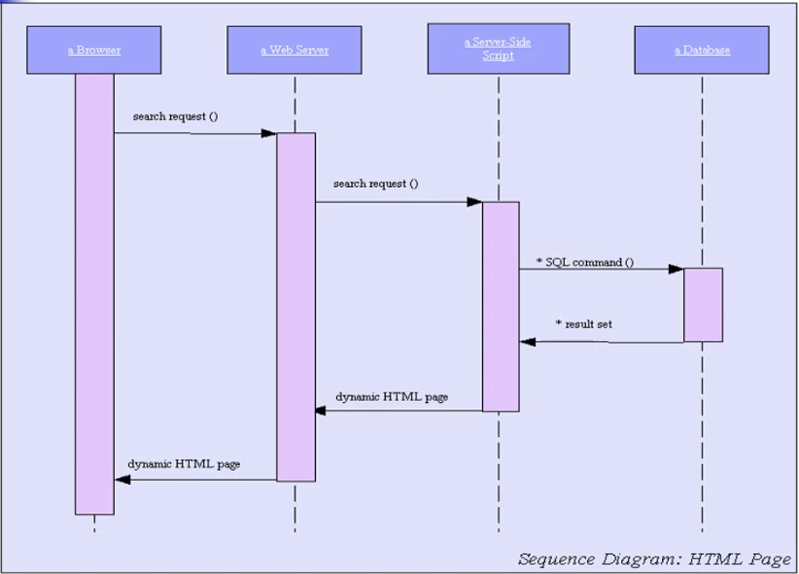 a Browser
a Web Server
a Server-Side
Script
a Database
search request ()
search request ()
* SQL command ()
* result set
dynamic HTML page
dynamic HTML page
Sequence Diagram: HTML Page